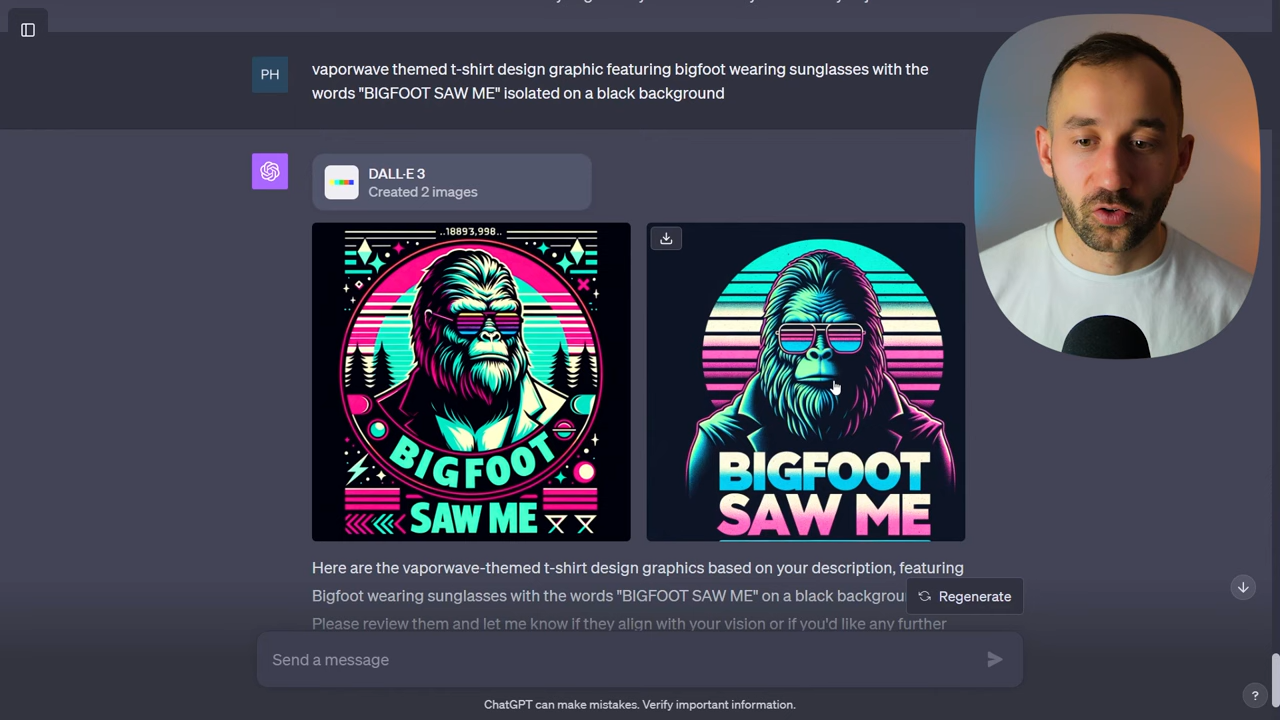 PH
vaporwave themed t-shirt design graphic featuring bigfoot wearing sunglasses with the
words "BIGFOOT SAW ME" isolated on a black background
DALL·E 3
Created 2 images
..18893,998..
BIGFOOT
SAW ME
BIGFOOT
SAW ME
Here are the vaporwave-themed t-shirt design graphics based on your description, featuring
Bigfoot wearing sunglasses with the words "BIGFOOT SAW ME" on a black
Regenerate
Please review them and let me know if they align with your vision or if you'd like any further
Send a message
ChatGPT can make mistakes. Verify important information.
?